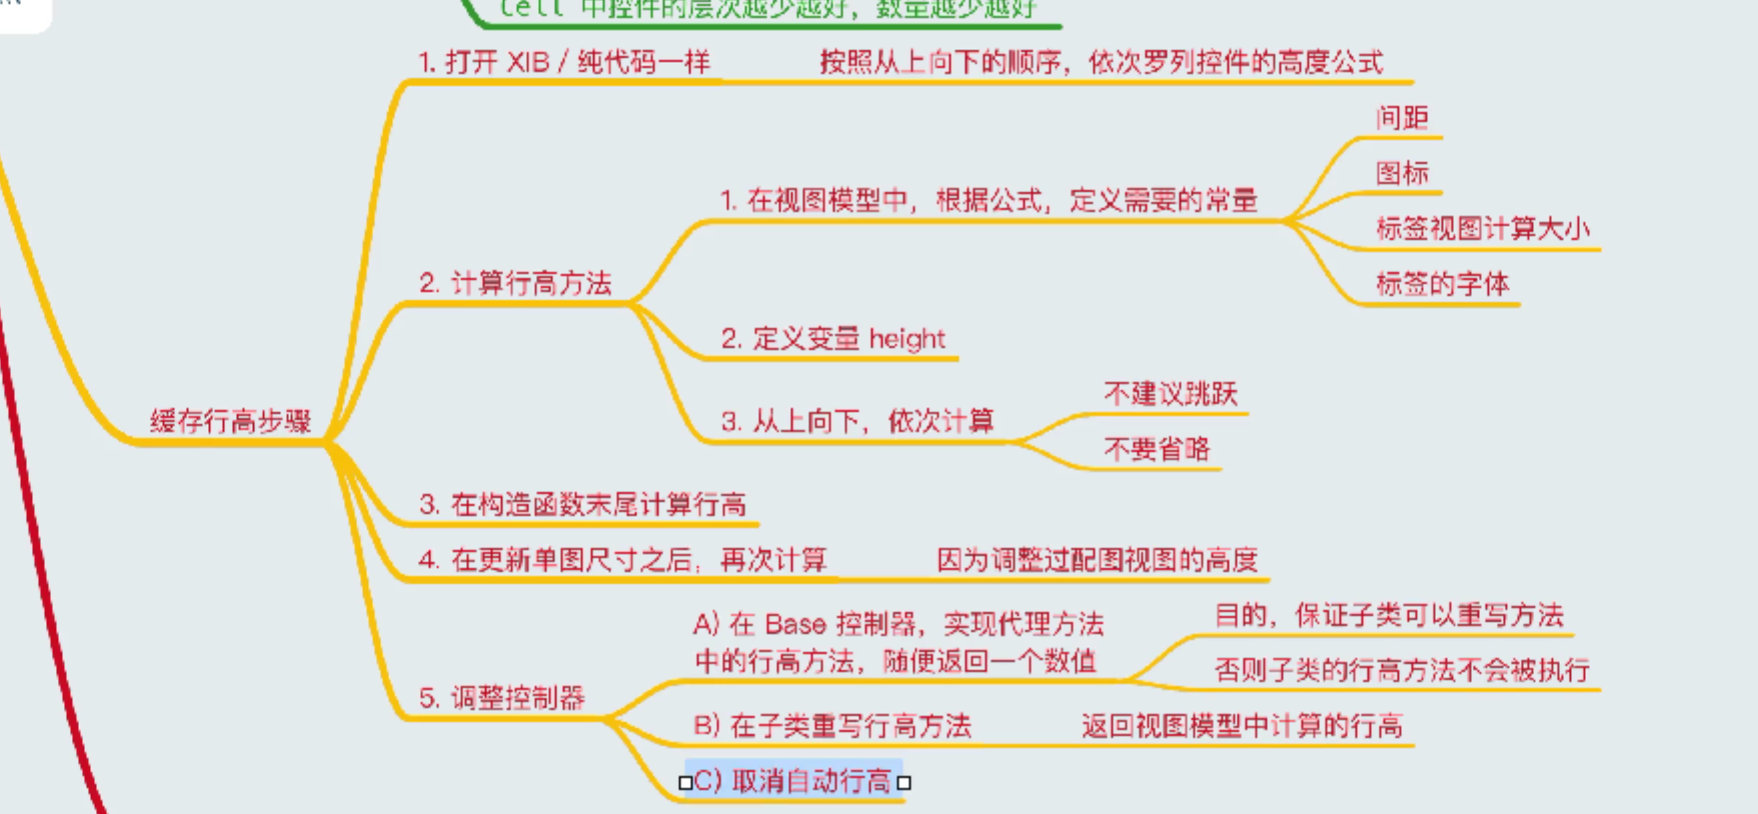 Cell 中控件的层次越少越好，数量越少越好
1. 打开 XIB / 纯代码一样
按照从上向下的顺序，依次罗列控件的高度公式
间距
图标
1. 在视图模型中，根据公式，定义需要的常量
标签视图计算大小
2. 计算行高方法
标签的字体
2. 定义变量 height
不建议跳跃
缓存行高步骤
3. 从上向下，依次计算
不要省略
3. 在构造函数末尾计算行高
4. 在更新单图尺寸之后，再次计算
因为调整过配图视图的高度
A) 在 Base 控制器，实现代理方法
中的行高方法，随便返回一个数值
目的，保证子类可以重写方法
否则子类的行高方法不会被执行
5. 调整控制器
B) 在子类重写行高方法
返回视图模型中计算的行高
C) 取消自动行高